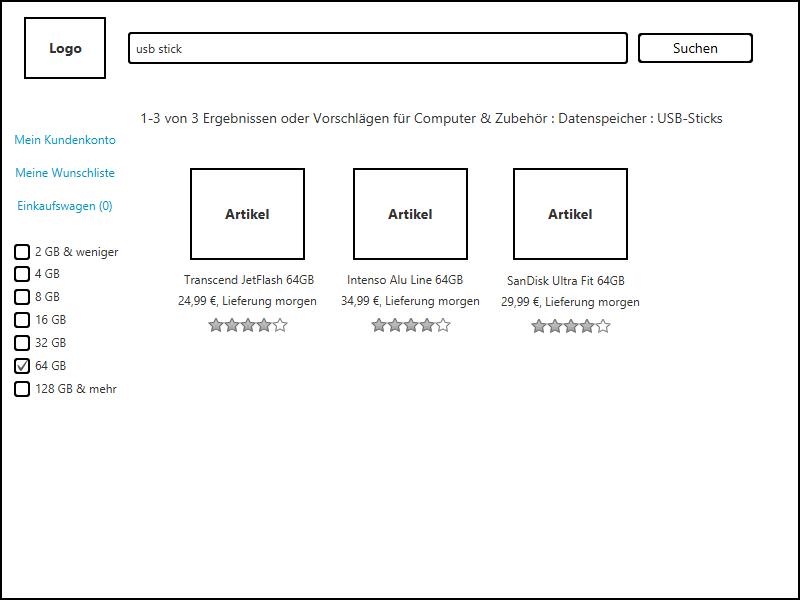 Logo
usb stick
Suchen
1-3 von 3 Ergebnissen oder Vorschlägen für Computer & Zubehör : Datenspeicher : USB-Sticks
Mein Kundenkonto
Meine Wunschliste
Einkaufswagen (0)
2 GB & weniger
4 GB
8 GB
16 GB
32 GB
64 GB
128 GB & mehr
Artikel
Transcend JetFlash 64GB
24,99 €, Lieferung morgen
Artikel
Intenso Alu Line 64GB
34,99 €, Lieferung morgen
Artikel
SanDisk Ultra Fit 64GB
29,99 €, Lieferung morgen